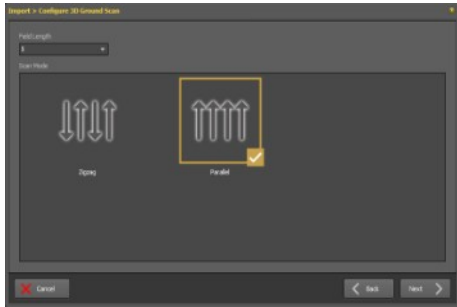 Import > Configure 3D Ground Scan
Field Length
Scan Mode
Zigzag
Parallel
Cancel
Back
Next